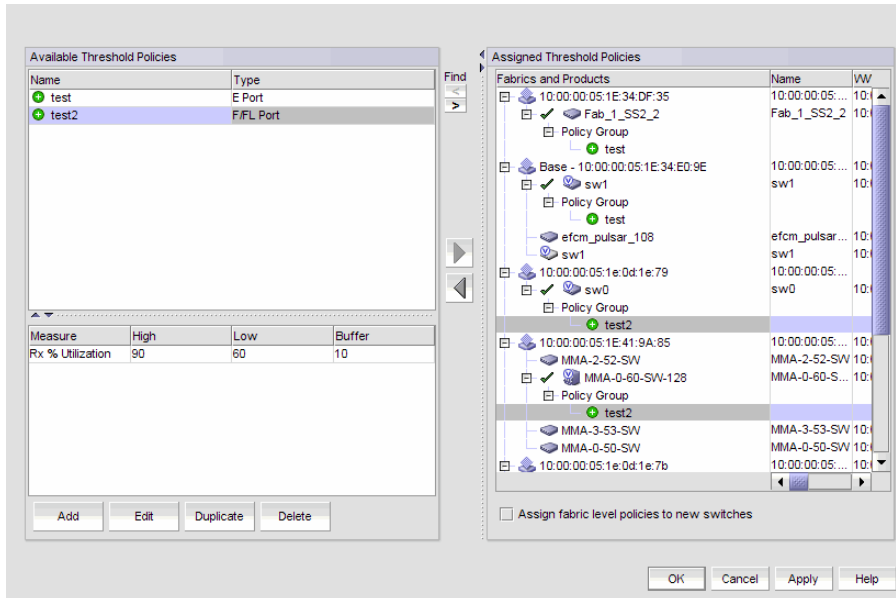 Available Threshold Policies
Name Type
test E Port
test2 F/FL Port
Measure High Low Buffer
Rx % Utilization 90 60 10
Add Edit Duplicate Delete
Find
<
>
Assigned Threshold Policies
Fabrics and Products Name WW
10:00:00:05:1E:34:DF:35 10:00:00:05:...
Fab_1_SS2_2 Fab_1_SS2_2
Policy Group
test
Base - 10:00:00:05:1E:34:E0:9E 10:00:00:05:...
sw1 sw1
Policy Group
test
efcm_pulsar_108 efcm_pulsar...
sw1 sw1
10:00:00:05:1e:0d:1e:79 10:00:00:05:...
sw0 sw0
Policy Group
test2
10:00:00:05:1E:41:9A:85 10:00:00:05:...
MMA-2-52-SW MMA-2-52-SW
MMA-0-60-SW-128 MMA-0-60-S...
Policy Group
test2
MMA-3-53-SW MMA-3-53-SW
MMA-0-50-SW MMA-0-50-SW
10:00:00:05:1e:0d:1e:7b 10:00:00:05:...
Assign fabric level policies to new switches
OK Cancel Apply Help